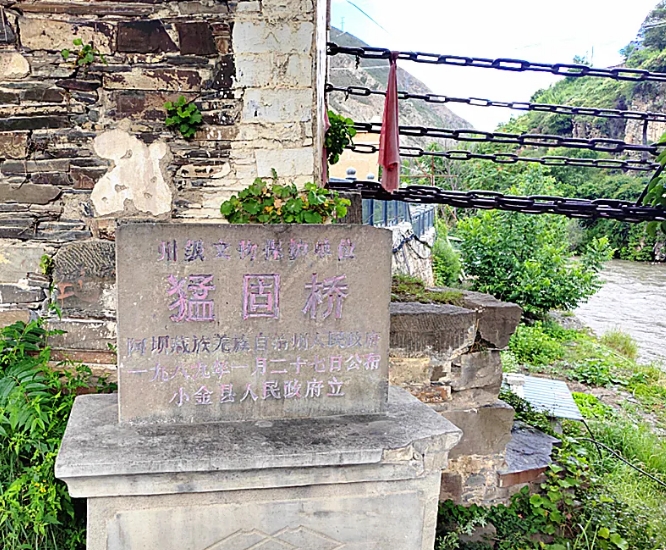 州级文物保护单位
猛固桥
阿坝藏族羌族自治州人民政府
一九八九年一月二十七日公布
小金县人民政府立